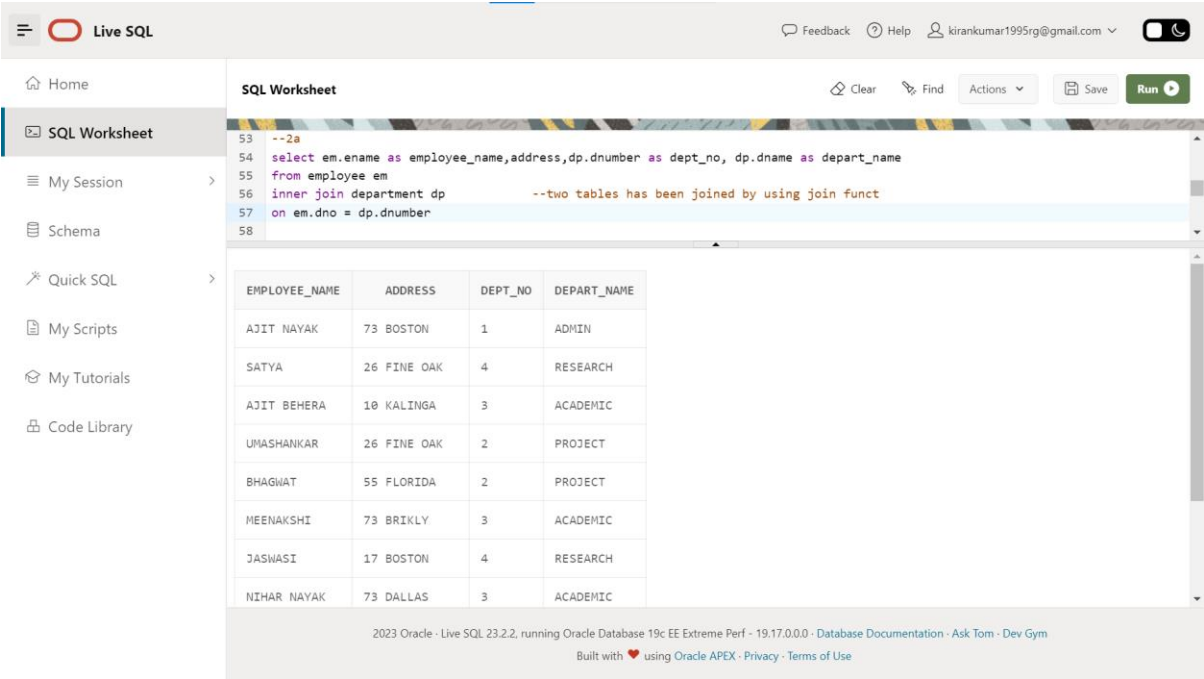 Live SQL
Feedback Help kirankumar1995rg@gmail.com
Home
SQL Worksheet
My Session
Schema
Quick SQL
My Scripts
My Tutorials
Code Library
SQL Worksheet
Clear Find Actions Save Run
53 --2a
54 select em.ename as employee_name,address,dp.dnumber as dept_no, dp.dname as depart_name
55 from employee em
56 inner join department dp --two tables has been joined by using join funct
57 on em.dno = dp.dnumber
58
EMPLOYEE_NAME ADDRESS DEPT_NO DEPART_NAME
AJIT NAYAK 73 BOSTON 1 ADMIN
SATYA 26 FINE OAK 4 RESEARCH
AJIT BEHERA 10 KALINGA 3 ACADEMIC
UMASHANKAR 26 FINE OAK 2 PROJECT
BHAGWAT 55 FLORIDA 2 PROJECT
MEENAKSHI 73 BRIKLY 3 ACADEMIC
JASWASI 17 BOSTON 4 RESEARCH
NIHAR NAYAK 73 DALLAS 3 ACADEMIC
2023 Oracle · Live SQL 23.2.2, running Oracle Database 19c EE Extreme Perf - 19.17.0.0.0 · Database Documentation · Ask Tom · Dev Gym
Built with ❤ using Oracle APEX · Privacy · Terms of Use